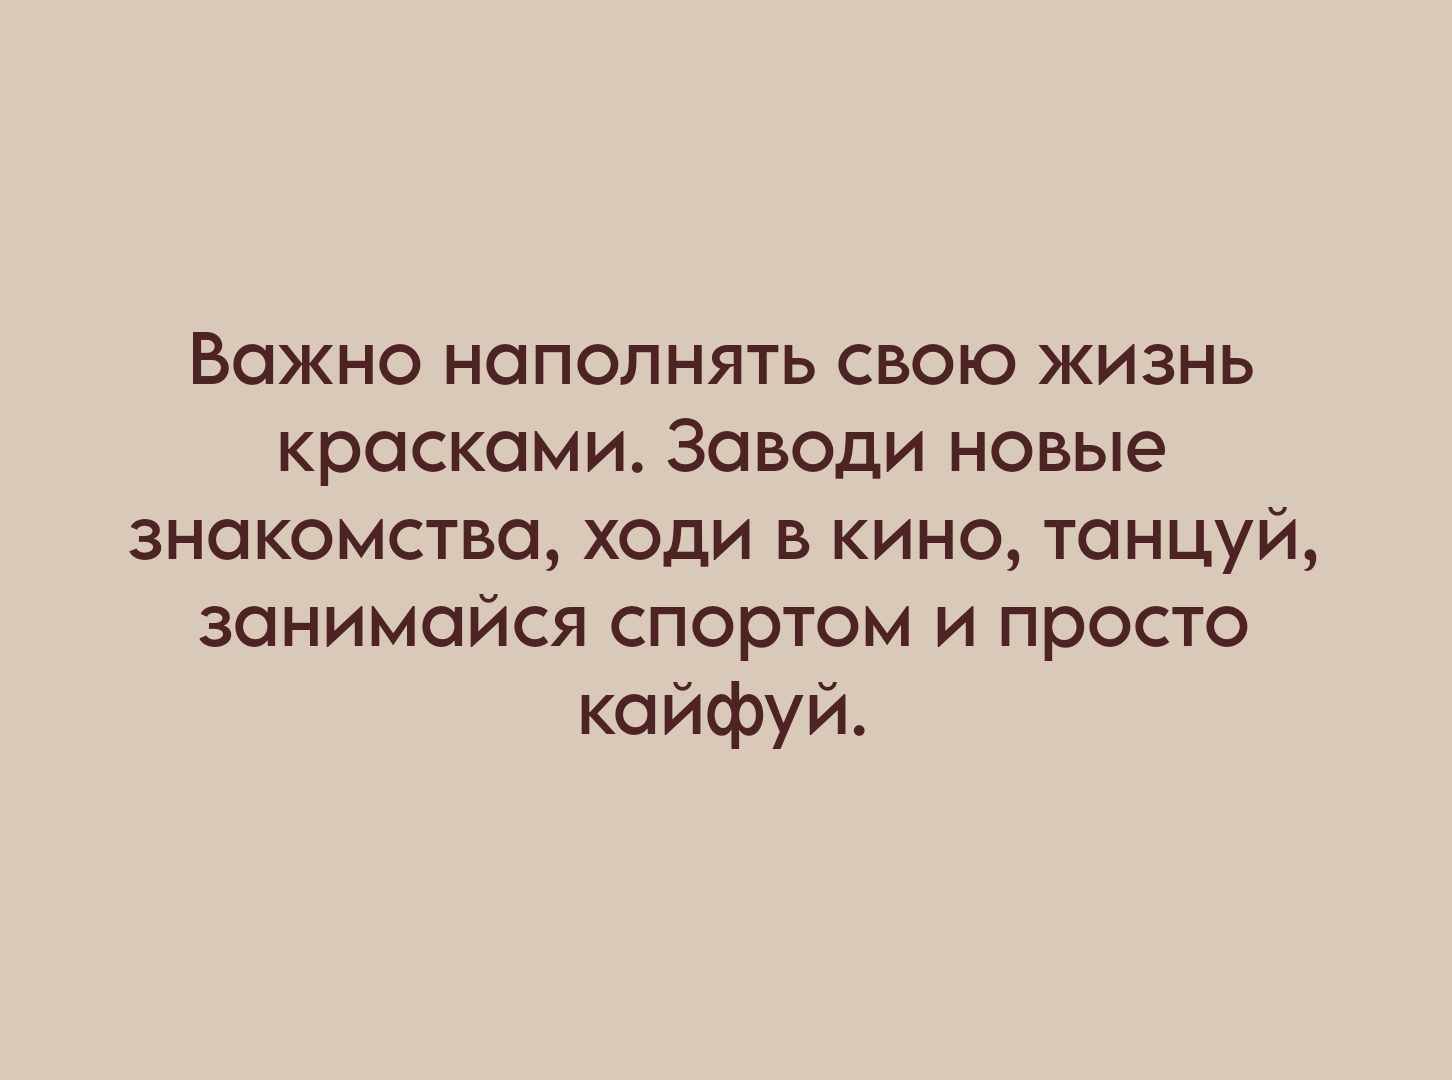 Важно наполнять свою жизнь
красками. Заводи новые
знакомства, ходи в кино, танцуй,
занимайся спортом и просто
кайфуй.